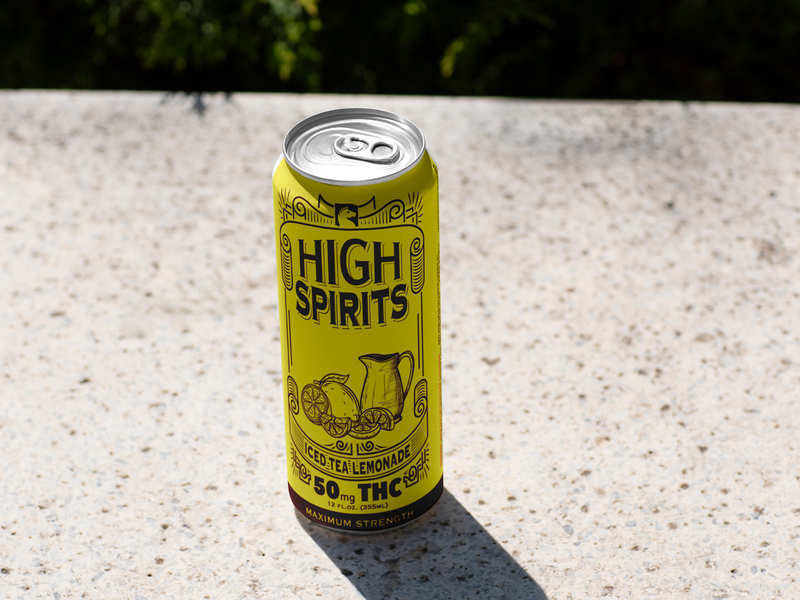 HIGH
SPIRITS
ICED TEA LEMONADE
50mg THC
12 FL.OZ. (355ML)
MAXIMUM STRENGTH